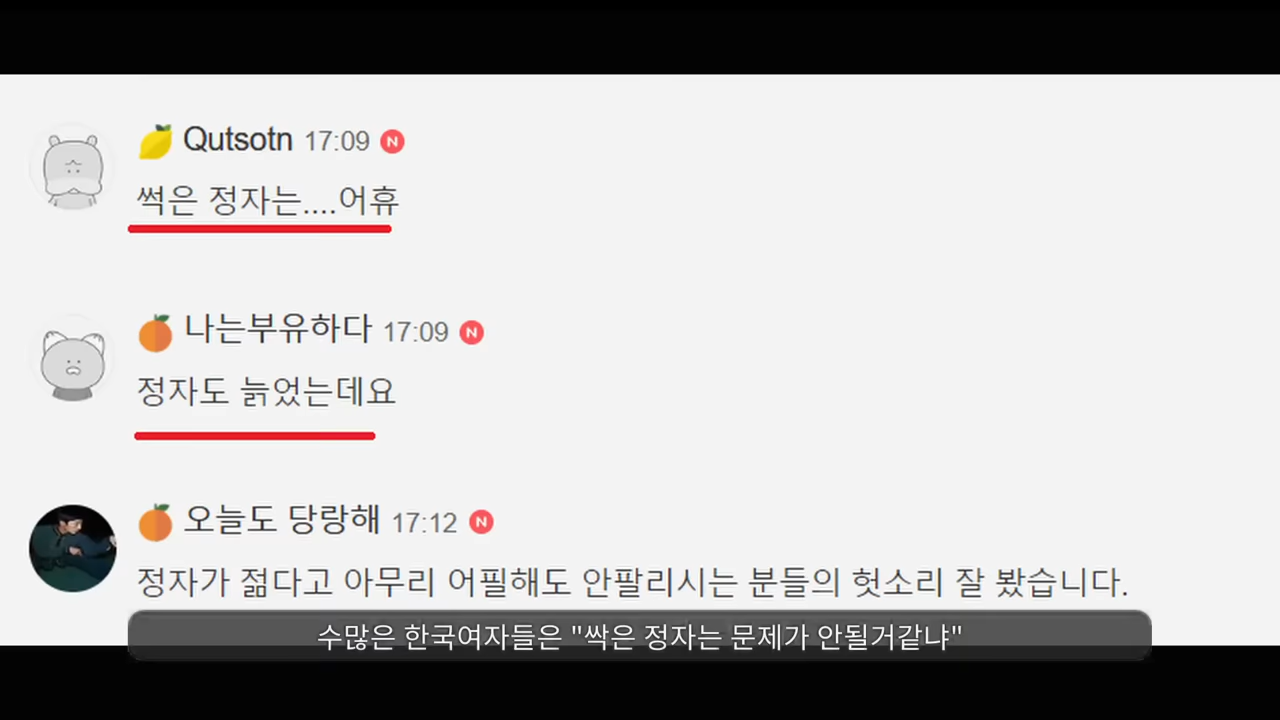 Qutsotn 17:09 N
썩은 정자는....어휴
나는부유하다 17:09 N
정자도 늙었는데요
오늘도 당랑해 17:12 N
정자가 젊다고 아무리 어필해도 안팔리시는 분들의 헛소리 잘 봤습니다.
수많은 한국여자들은 "싹은 정자는 문제가 안될거같냐"